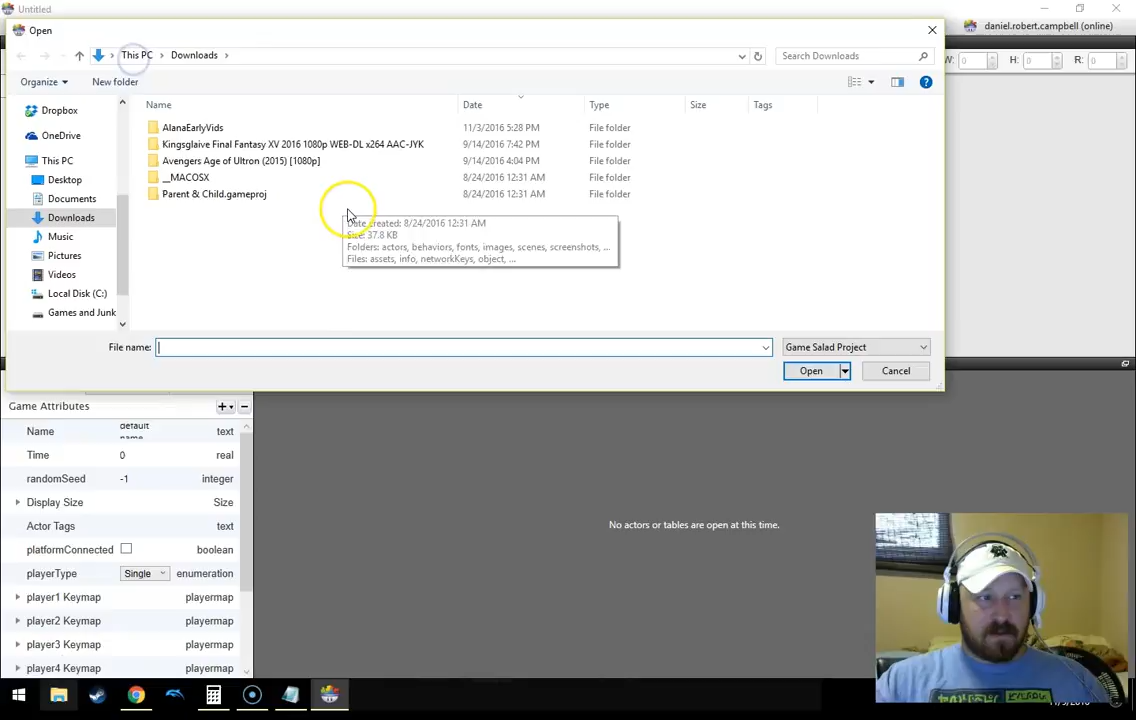 Untitled
Open
daniel.robert.campbell (online)
This PC > Downloads >
Search Downloads
W: 0 H: 0 R: 0
Organize
New folder
Name Date Type Size Tags
Dropbox
OneDrive
This PC
Desktop
Documents
Downloads
Music
Pictures
Videos
Local Disk (C:)
Games and Junk
AlanaEarlyVids 11/3/2016 5:28 PM File folder
Kingsglaive Final Fantasy XV 2016 1080p WEB-DL x264 AAC-JYK 9/14/2016 7:42 PM File folder
Avengers Age of Ultron (2015) [1080p] 9/14/2016 4:04 PM File folder
__MACOSX 8/24/2016 12:31 AM File folder
Parent & Child.gameproj 8/24/2016 12:31 AM File folder
Date created: 8/24/2016 12:31 AM
Size: 37.8 KB
Folders: actors, behaviors, fonts, images, scenes, screenshots, ...
Files: assets, info, networkKeys, object, ...
File name:
Game Salad Project
Open
Cancel
Game Attributes
Name default name text
Time 0 real
randomSeed -1 integer
Display Size Size
Actor Tags text
platformConnected boolean
playerType Single enumeration
player1 Keymap playermap
player2 Keymap playermap
player3 Keymap playermap
player4 Keymap playermap
No actors or tables are open at this time.